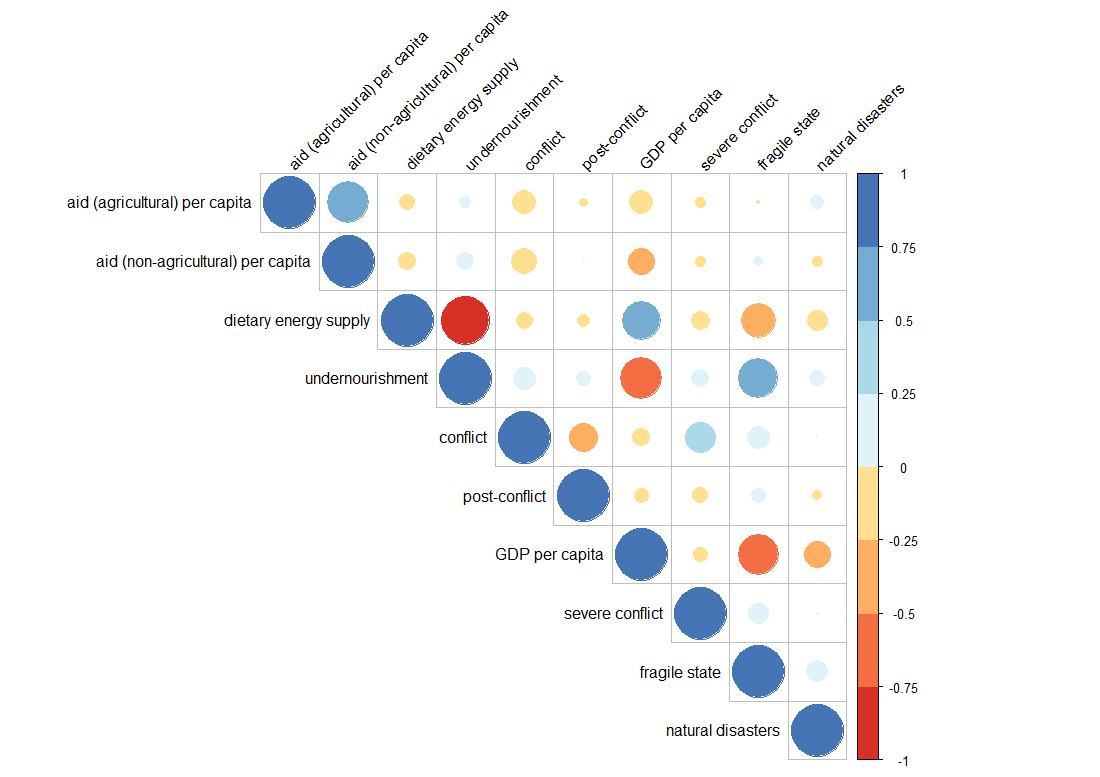 aid (agricultural) per capita
aid (non-agricultural) per capita
dietary energy supply
undernourishment
conflict
post-conflict
GDP per capita
severe conflict
fragile state
natural disasters
aid (agricultural) per capita
aid (non-agricultural) per capita
dietary energy supply
undernourishment
conflict
post-conflict
GDP per capita
severe conflict
fragile state
natural disasters
1
0.75
0.5
0.25
0
-0.25
-0.5
-0.75
-1